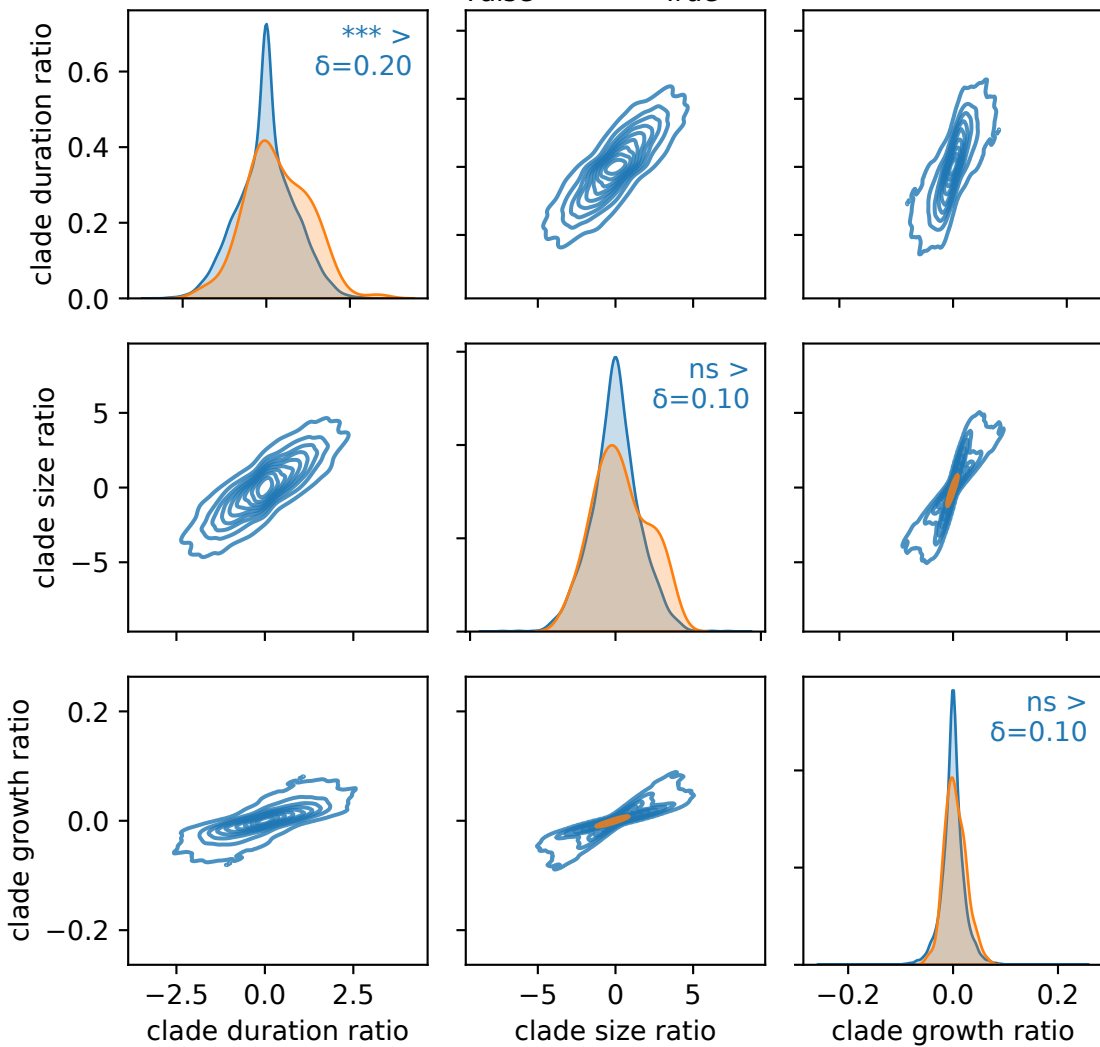 clade duration ratio
0.6
0.4
0.2
0.0
*** >
δ=0.20
clade size ratio
5
0
−5
ns >
δ=0.10
clade growth ratio
0.2
0.0
−0.2
ns >
δ=0.10
−2.5 0.0 2.5
clade duration ratio
−5 0 5
clade size ratio
−0.2 0.0 0.2
clade growth ratio